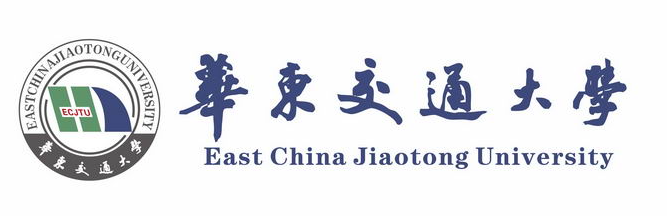 EASTCHINAJIAOTONGUNIVERSITY
ECJTU
華東交通大學
華東交通大學
East China Jiaotong University